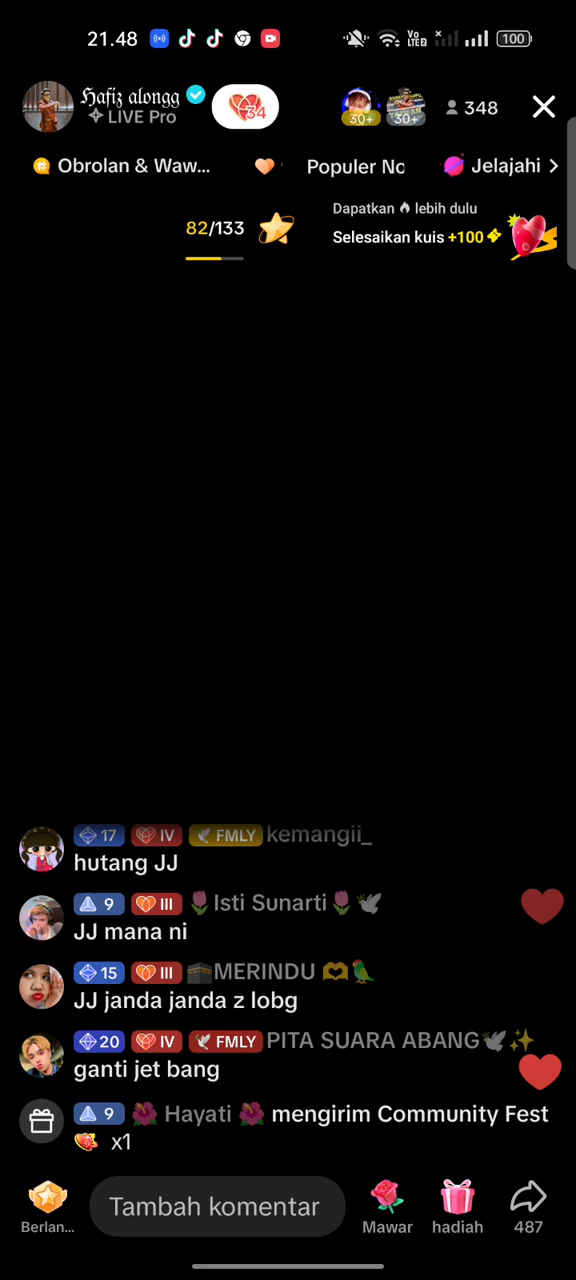 21.48
Vo
LTE 2
100
Hafiz alongg
LIVE Pro
34
30+
30+
348
Obrolan & Waw...
Populer No
Jelajahi >
82/133
Dapatkan 🔥 lebih dulu
Selesaikan kuis +100
17 IV FMLY kemangii_
hutang JJ
9 III 🌷Isti Sunarti🌷🕊️
JJ mana ni
15 III 🕋MERINDU 🫶🦜
JJ janda janda z lobg
20 IV FMLY PITA SUARA ABANG🕊️✨
ganti jet bang
9 🌺 Hayati 🌺 mengirim Community Fest
x1
Berlan...
Tambah komentar
Mawar
hadiah
487